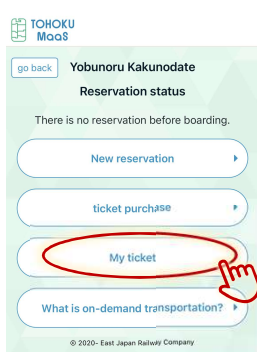 TOHOKU
MaaS
go back
Yobunoru Kakunodate
Reservation status
There is no reservation before boarding.
New reservation
ticket purchase
My ticket
What is on-demand transportation?
© 2020- East Japan Railway Company